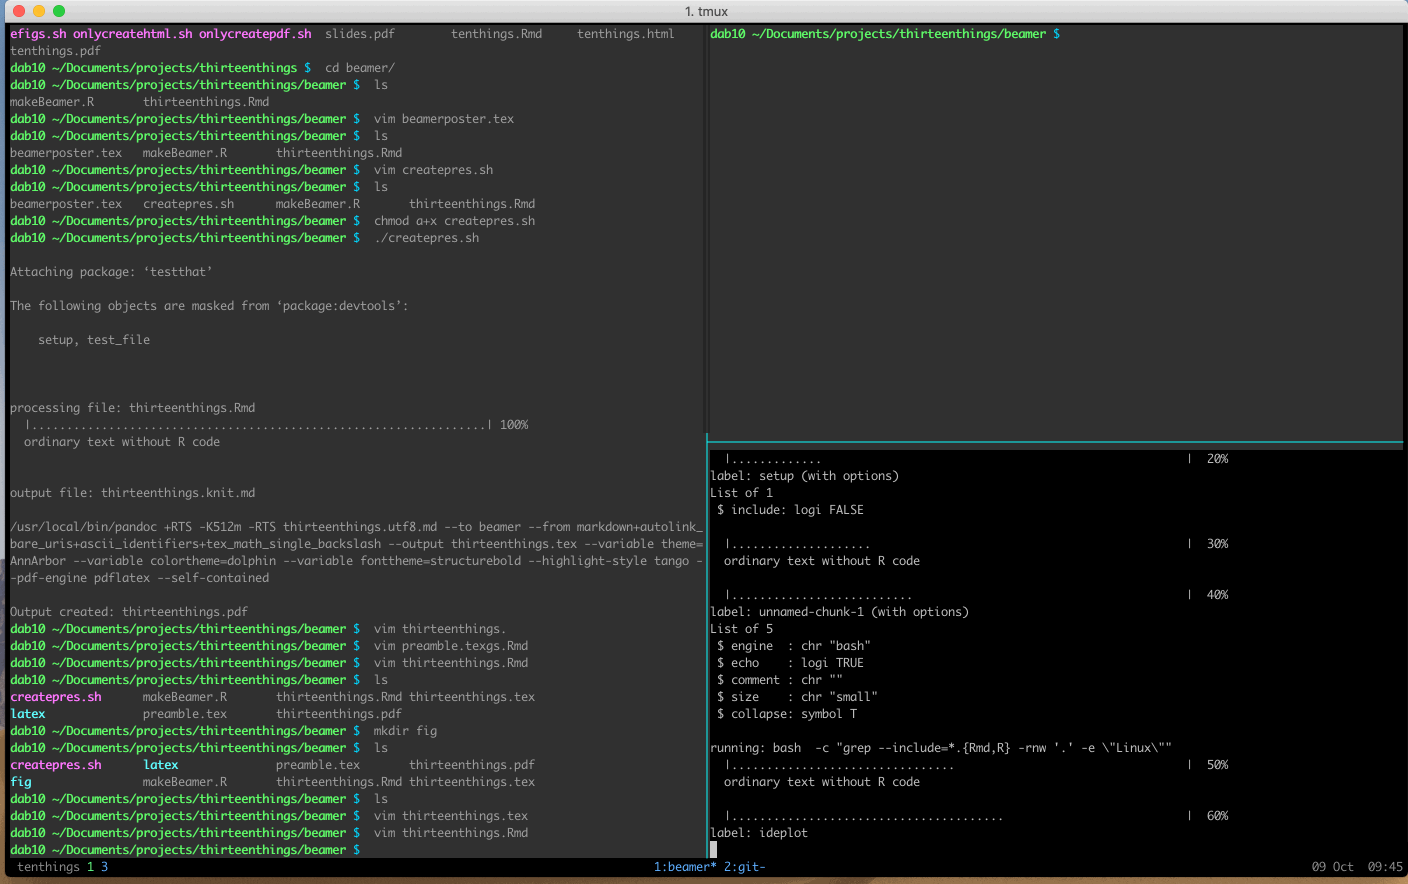 1. tmux
efigs.sh onlycreatehtml.sh onlycreatepdf.sh  slides.pdf        tenthings.Rmd     tenthings.html
tenthings.pdf
dab10 ~/Documents/projects/thirteenthings $  cd beamer/
dab10 ~/Documents/projects/thirteenthings/beamer $  ls
makeBeamer.R       thirteenthings.Rmd
dab10 ~/Documents/projects/thirteenthings/beamer $  vim beamerposter.tex
dab10 ~/Documents/projects/thirteenthings/beamer $  ls
beamerposter.tex   makeBeamer.R       thirteenthings.Rmd
dab10 ~/Documents/projects/thirteenthings/beamer $  vim createpres.sh
dab10 ~/Documents/projects/thirteenthings/beamer $  ls
beamerposter.tex   createpres.sh      makeBeamer.R       thirteenthings.Rmd
dab10 ~/Documents/projects/thirteenthings/beamer $  chmod a+x createpres.sh
dab10 ~/Documents/projects/thirteenthings/beamer $  ./createpres.sh
Attaching package: ‘testthat’
The following objects are masked from ‘package:devtools’:
    setup, test_file
processing file: thirteenthings.Rmd
  |.................................................................| 100%
  ordinary text without R code
output file: thirteenthings.knit.md
/usr/local/bin/pandoc +RTS -K512m -RTS thirteenthings.utf8.md --to beamer --from markdown+autolink_
bare_uris+ascii_identifiers+tex_math_single_backslash --output thirteenthings.tex --variable theme=
AnnArbor --variable colortheme=dolphin --variable fonttheme=structurebold --highlight-style tango -
-pdf-engine pdflatex --self-contained
Output created: thirteenthings.pdf
dab10 ~/Documents/projects/thirteenthings/beamer $  vim thirteenthings.
dab10 ~/Documents/projects/thirteenthings/beamer $  vim preamble.texgs.Rmd
dab10 ~/Documents/projects/thirteenthings/beamer $  vim thirteenthings.Rmd
dab10 ~/Documents/projects/thirteenthings/beamer $  ls
createpres.sh      makeBeamer.R       thirteenthings.Rmd thirteenthings.tex
latex              preamble.tex       thirteenthings.pdf
dab10 ~/Documents/projects/thirteenthings/beamer $  mkdir fig
dab10 ~/Documents/projects/thirteenthings/beamer $  ls
createpres.sh      latex              preamble.tex       thirteenthings.pdf
fig                makeBeamer.R       thirteenthings.Rmd thirteenthings.tex
dab10 ~/Documents/projects/thirteenthings/beamer $  ls
dab10 ~/Documents/projects/thirteenthings/beamer $  vim thirteenthings.tex
dab10 ~/Documents/projects/thirteenthings/beamer $  vim thirteenthings.Rmd
dab10 ~/Documents/projects/thirteenthings/beamer $
dab10 ~/Documents/projects/thirteenthings/beamer $
  |.............                                                    |  20%
label: setup (with options)
List of 1
 $ include: logi FALSE
  |....................                                             |  30%
  ordinary text without R code
  |..........................                                       |  40%
label: unnamed-chunk-1 (with options)
List of 5
 $ engine  : chr "bash"
 $ echo    : logi TRUE
 $ comment : chr ""
 $ size    : chr "small"
 $ collapse: symbol T
running: bash  -c "grep --include=*.{Rmd,R} -rnw '.' -e \"Linux\""
  |................................                                 |  50%
  ordinary text without R code
  |.......................................                          |  60%
label: ideplot
tenthings 1 3    1:beamer* 2:git-    09 Oct  09:45